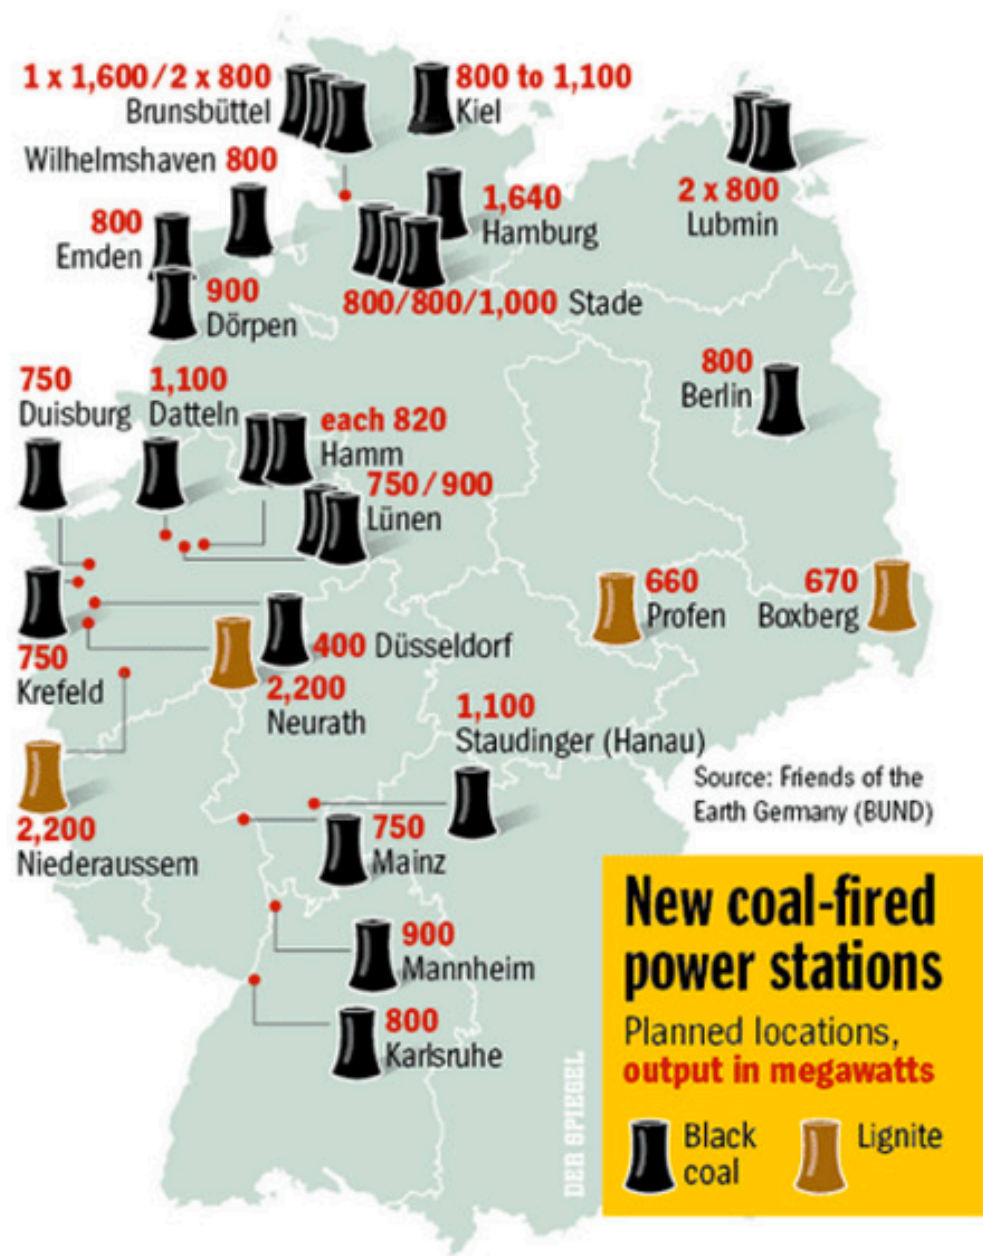 1 x 1,600/2 x 800
Brunsbüttel
800 to 1,100
Kiel
Wilhelmshaven 800
2 x 800
Lubmin
1,640
Hamburg
800
Emden
900
Dörpen
800/800/1,000 Stade
800
Berlin
750
Duisburg
1,100
Datteln
each 820
Hamm
750/900
Lünen
660
Profen
670
Boxberg
750
Krefeld
400 Düsseldorf
2,200
Neurath
1,100
Staudinger (Hanau)
Source: Friends of the
Earth Germany (BUND)
2,200
Niederaussem
750
Mainz
900
Mannheim
800
Karlsruhe
New coal-fired
power stations
Planned locations,
output in megawatts
Black
coal
Lignite
DER SPIEGEL